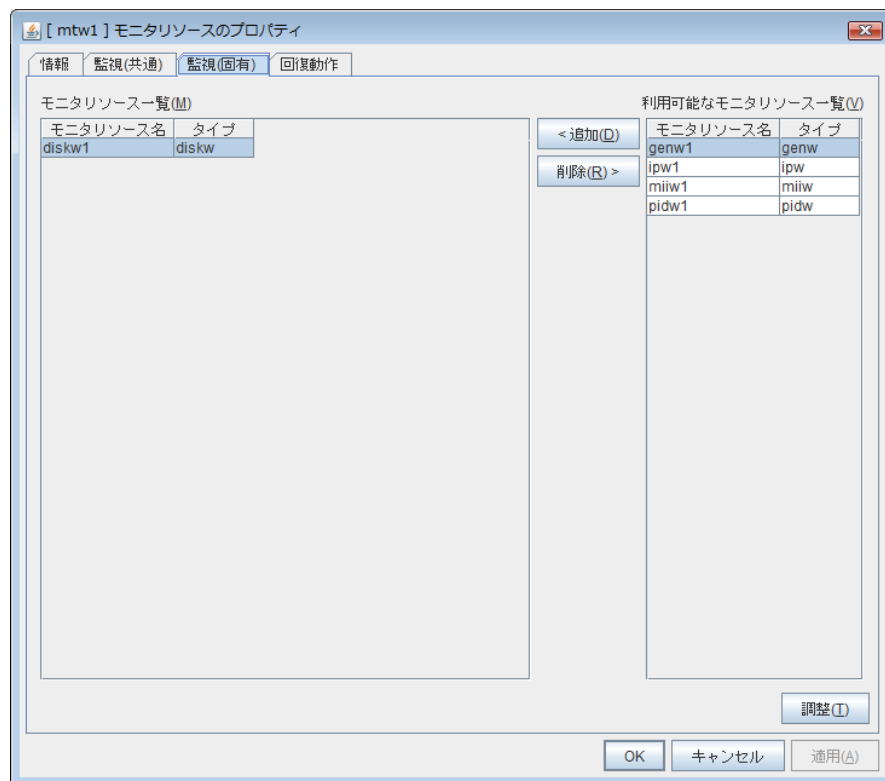 [ mtw1 ] モニタリソースのプロパティ
情報 監視(共通) 監視(固有) 回復動作
モニタリソース一覧(M)
モニタリソース名 タイプ
diskw1 diskw
<追加(D)
削除(R) >
利用可能なモニタリソース一覧(V)
モニタリソース名 タイプ
genw1 genw
ipw1 ipw
miiw1 miiw
pidw1 pidw
調整(T)
OK キャンセル 適用(A)